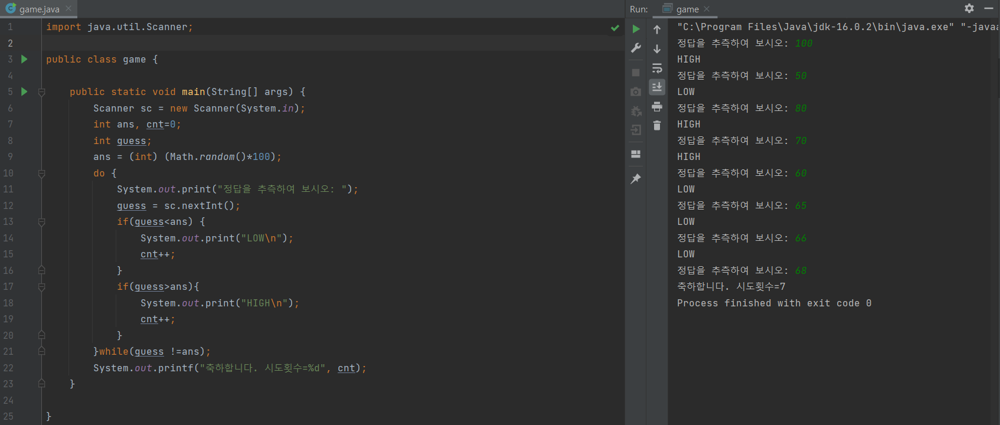 game.java
1 import java.util.Scanner;
2
3 public class game {
4
5 public static void main(String[] args) {
6 Scanner sc = new Scanner(System.in);
7 int ans, cnt=0;
8 int guess;
9 ans = (int) (Math.random()*100);
10 do {
11 System.out.print("정답을 추측하여 보시오: ");
12 guess = sc.nextInt();
13 if(guess<ans) {
14 System.out.print("LOW\n");
15 cnt++;
16 }
17 if(guess>ans){
18 System.out.print("HIGH\n");
19 cnt++;
20 }
21 }while(guess !=ans);
22 System.out.printf("축하합니다. 시도횟수=%d", cnt);
23 }
24
25 }
Run: game
"C:\Program Files\Java\jdk-16.0.2\bin\java.exe" "-java
정답을 추측하여 보시오: 100
HIGH
정답을 추측하여 보시오: 50
LOW
정답을 추측하여 보시오: 80
HIGH
정답을 추측하여 보시오: 70
HIGH
정답을 추측하여 보시오: 60
LOW
정답을 추측하여 보시오: 65
LOW
정답을 추측하여 보시오: 66
LOW
정답을 추측하여 보시오: 68
축하합니다. 시도횟수=7
Process finished with exit code 0